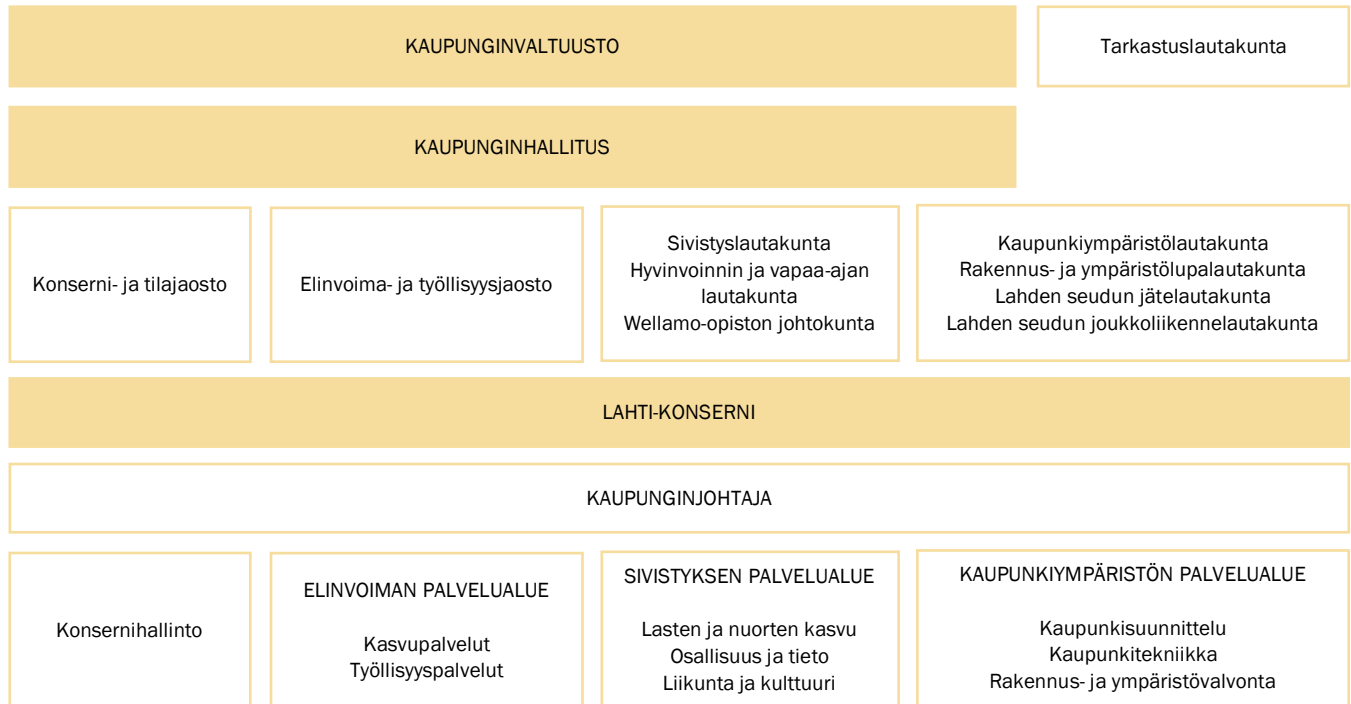 KAUPUNGINVALTUUSTO
Tarkastuslautakunta
KAUPUNGINHALLITUS
Konserni- ja tilajaosto
Elinvoima- ja työllisyysjaosto
Sivistyslautakunta
Hyvinvoinnin ja vapaa-ajan
lautakunta
Wellamo-opiston johtokunta
Kaupunkiympäristölautakunta
Rakennus- ja ympäristölupalautakunta
Lahden seudun jätelautakunta
Lahden seudun joukkoliikennelautakunta
LAHTI-KONSERNI
KAUPUNGINJOHTAJA
Konsernihallinto
ELINVOIMAN PALVELUALUE
Kasvupalvelut
Työllisyyspalvelut
SIVISTYKSEN PALVELUALUE
Lasten ja nuorten kasvu
Osallisuus ja tieto
Liikunta ja kulttuuri
KAUPUNKIYMPÄRISTÖN PALVELUALUE
Kaupunkisuunnittelu
Kaupunkitekniikka
Rakennus- ja ympäristövalvonta